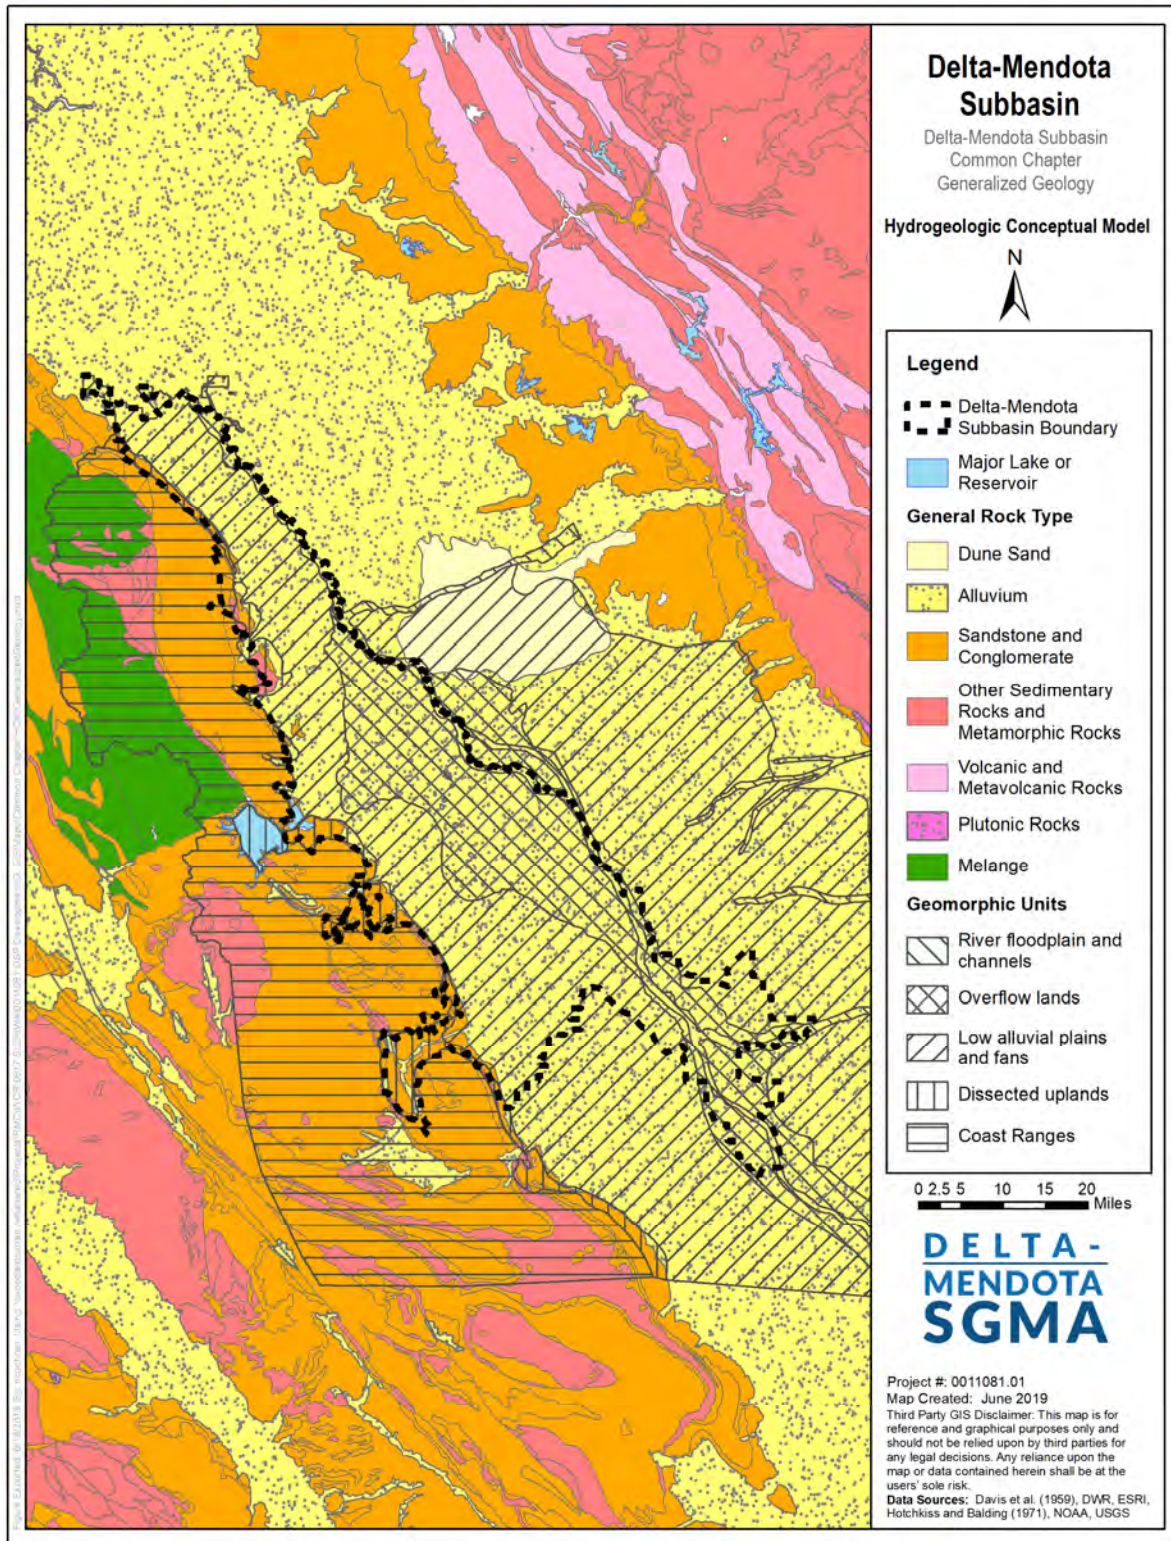 Delta-Mendota
Subbasin
Delta-Mendota Subbasin
Common Chapter
Generalized Geology
Hydrogeologic Conceptual Model
N
Legend
Delta-Mendota
Subbasin Boundary
Major Lake or
Reservoir
General Rock Type
Dune Sand
Alluvium
Sandstone and
Conglomerate
Other Sedimentary
Rocks and
Metamorphic Rocks
Volcanic and
Metavolcanic Rocks
Plutonic Rocks
Melange
Geomorphic Units
River floodplain and
channels
Overflow lands
Low alluvial plains
and fans
Dissected uplands
Coast Ranges
0 2.5 5 10 15 20
Miles
DELTA-
MENDOTA
SGMA
Project #: 0011081.01
Map Created: June 2019
Third Party GIS Disclaimer: This map is for
reference and graphical purposes only and
should not be relied upon by third parties for
any legal decisions. Any reliance upon the
map or data contained herein shall be at the
users' sole risk.
Data Sources: Davis et al. (1959), DWR, ESRI,
Hotchkiss and Balding (1971), NOAA, USGS